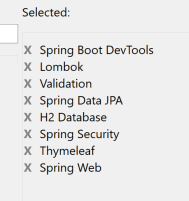 Selected:
X Spring Boot DevTools
X Lombok
X Validation
X Spring Data JPA
X H2 Database
X Spring Security
X Thymeleaf
X Spring Web